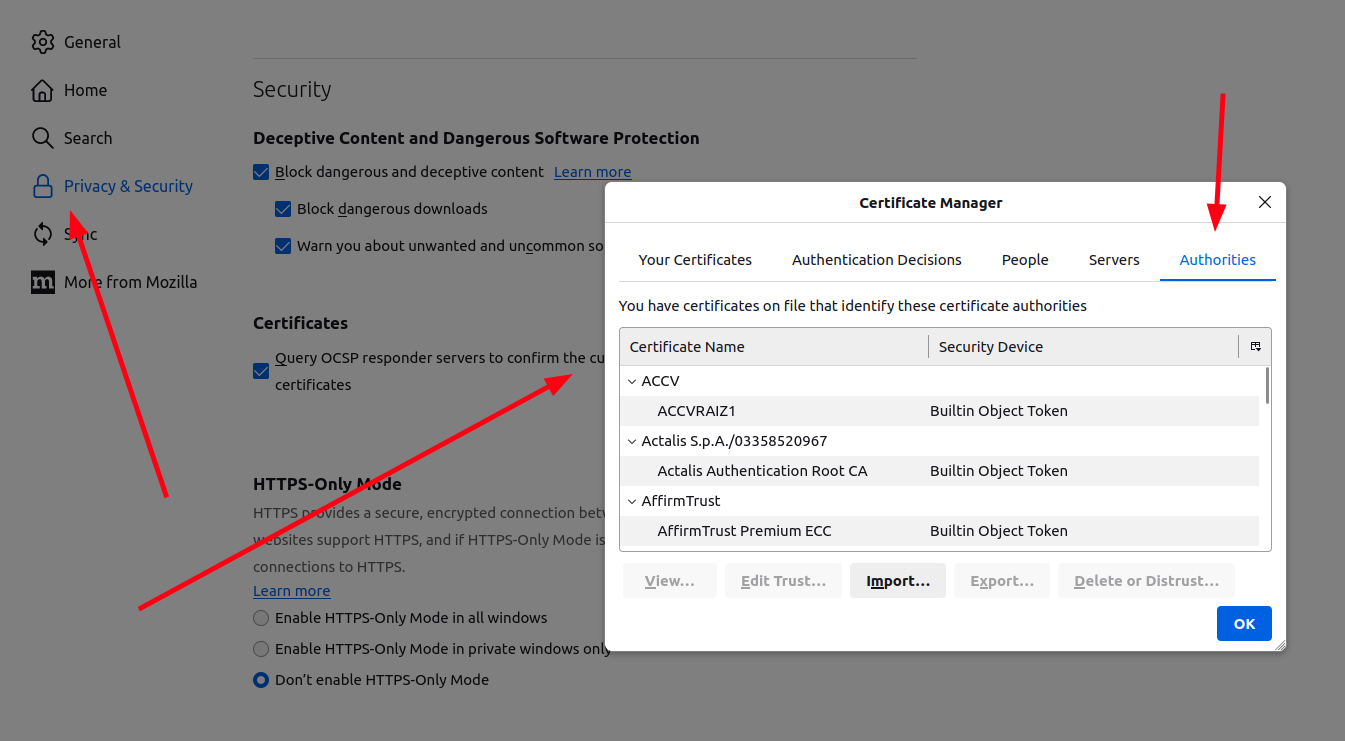 General
Home
Search
Privacy & Security
Sync
m More from Mozilla
Security
Deceptive Content and Dangerous Software Protection
Block dangerous and deceptive content Learn more
Block dangerous downloads
Warn you about unwanted and uncommon so
Certificates
Query OCSP responder servers to confirm the cu
certificates
HTTPS-Only Mode
HTTPS provides a secure, encrypted connection betw
websites support HTTPS, and if HTTPS-Only Mode is
connections to HTTPS.
Learn more
Enable HTTPS-Only Mode in all windows
Enable HTTPS-Only Mode in private windows only
Don’t enable HTTPS-Only Mode
Certificate Manager
Your Certificates Authentication Decisions People Servers Authorities
You have certificates on file that identify these certificate authorities
Certificate Name Security Device
ACCV
ACCVRAIZ1 Builtin Object Token
Actalis S.p.A./03358520967
Actalis Authentication Root CA Builtin Object Token
AffirmTrust
AffirmTrust Premium ECC Builtin Object Token
View… Edit Trust… Import… Export… Delete or Distrust…
OK